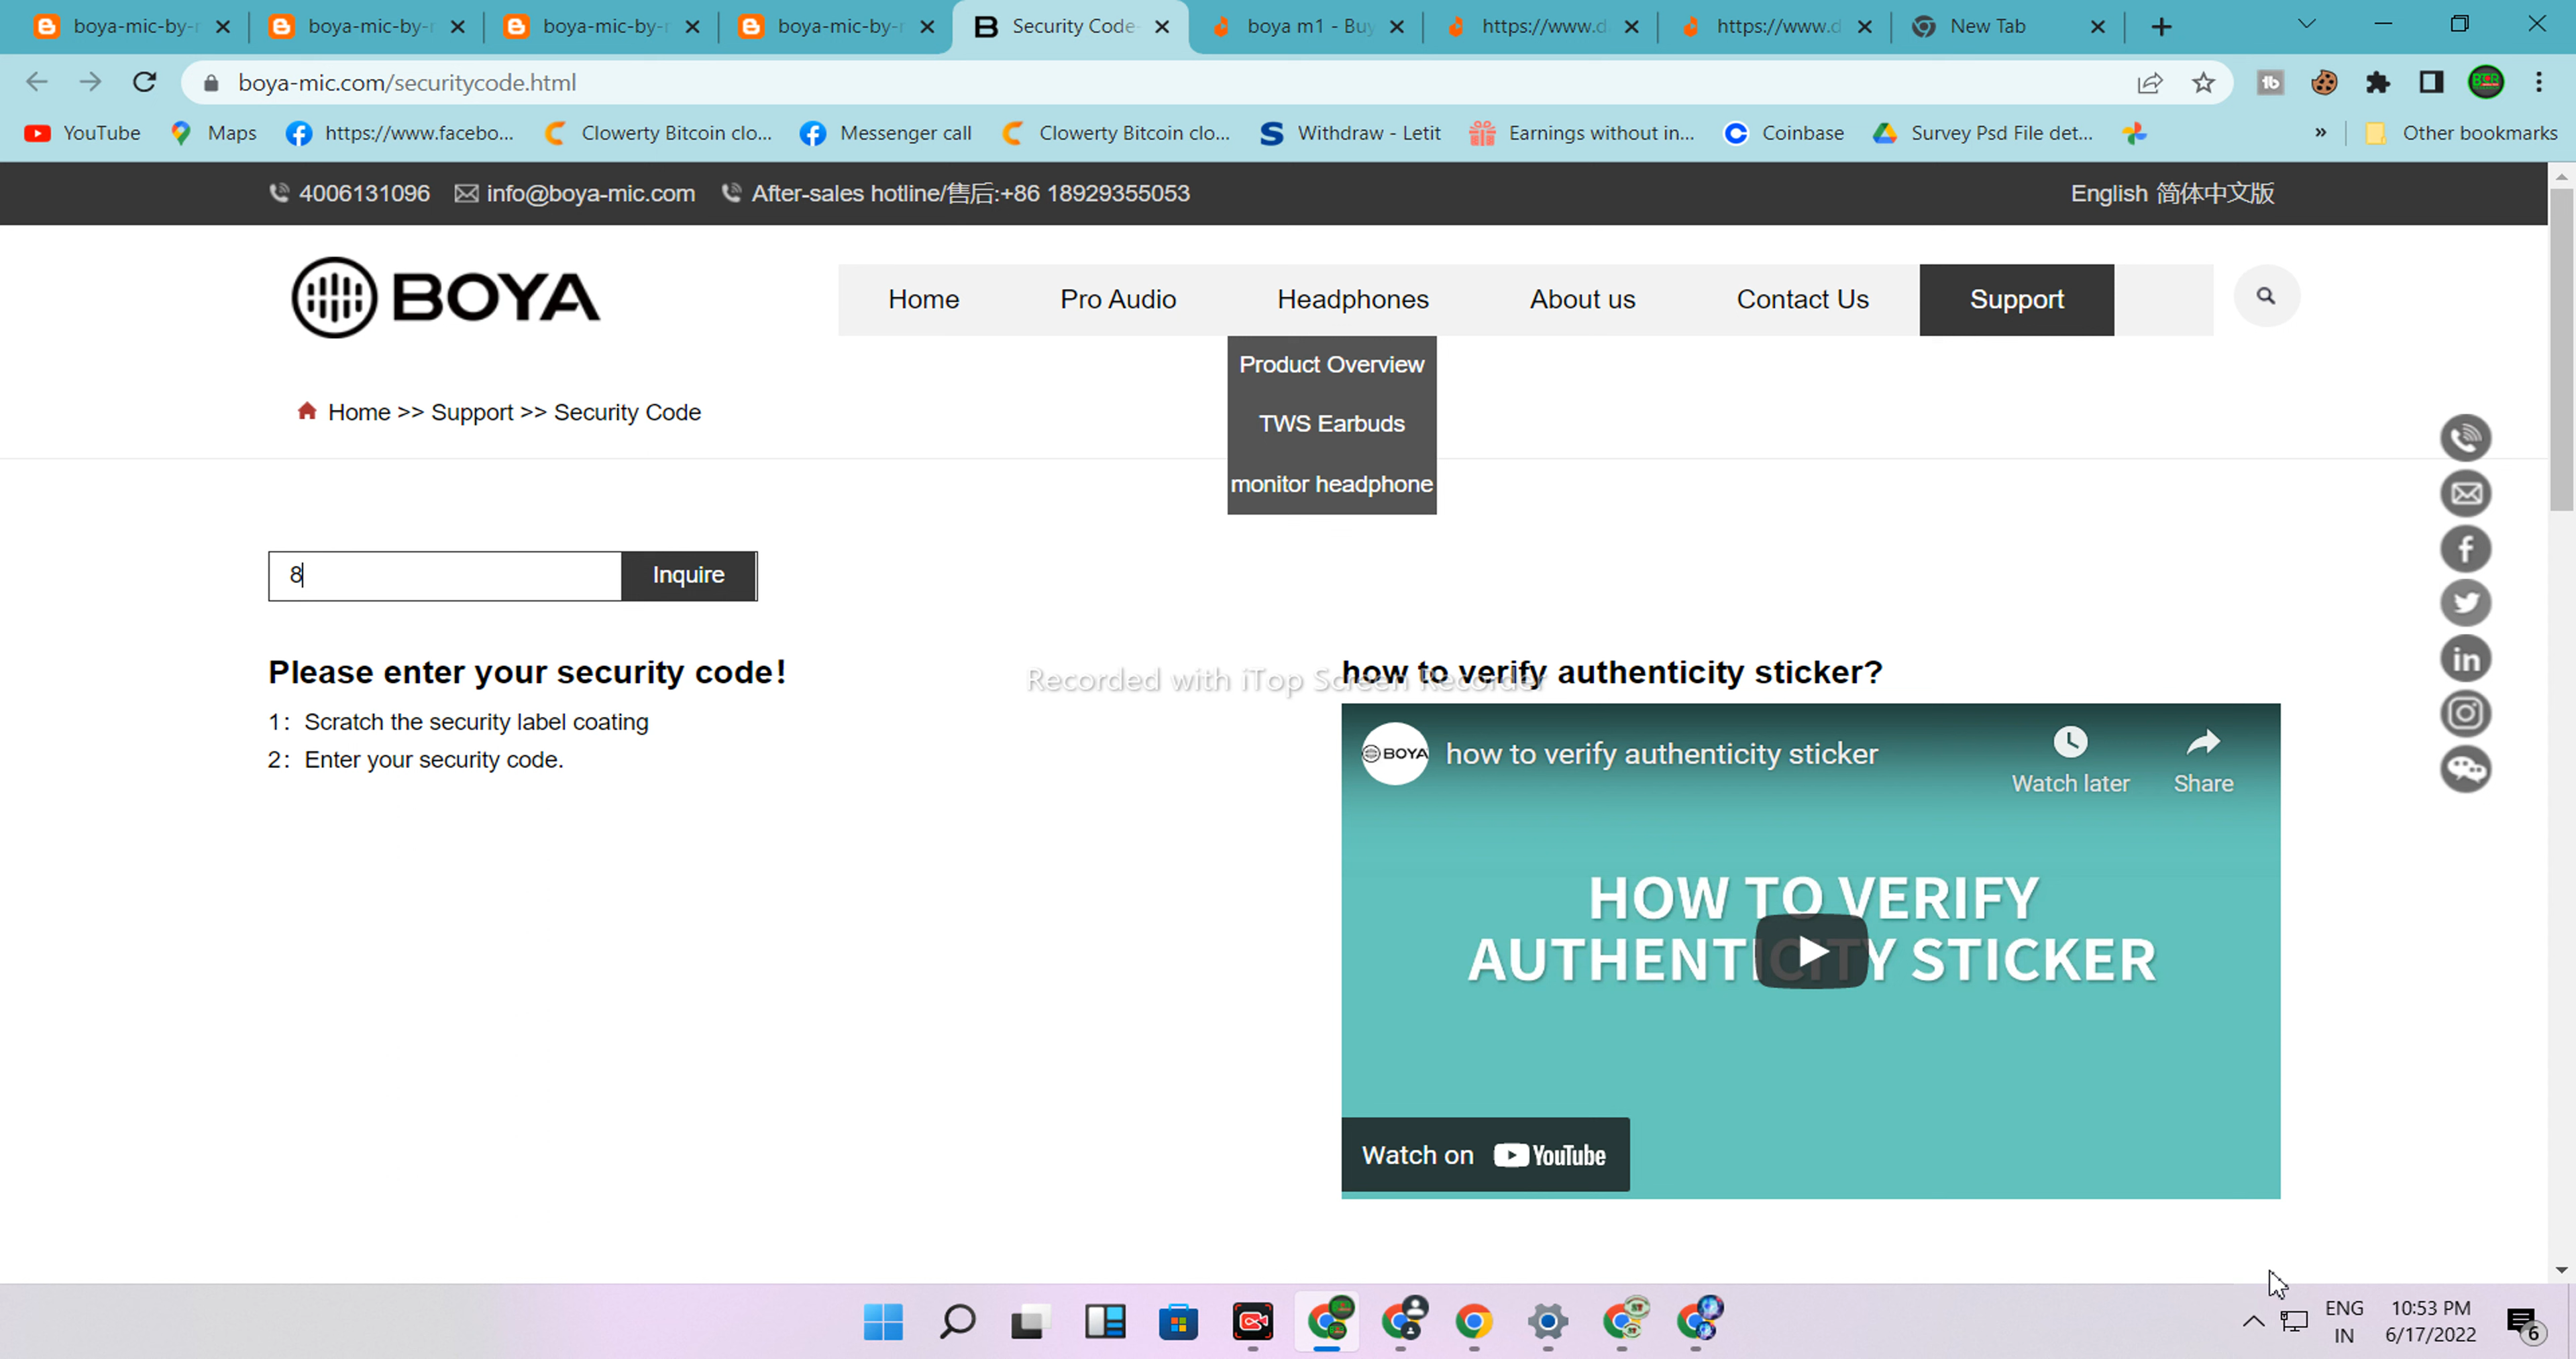 boya-mic-by-r boya-mic-by-r boya-mic-by-r boya-mic-by-r Security Code- boya m1 - Buy https://www.d https://www.d New Tab
boya-mic.com/securitycode.html
YouTube Maps https://www.facebo... Clowerty Bitcoin clo... Messenger call Clowerty Bitcoin clo... Withdraw - Letit Earnings without in... Coinbase Survey Psd File det... » Other bookmarks
4006131096 info@boya-mic.com After-sales hotline/售后:+86 18929355053 English 简体中文版
BOYA
Home Pro Audio Headphones About us Contact Us Support
Product Overview
TWS Earbuds
monitor headphone
Home >> Support >> Security Code
8 Inquire
Please enter your security code!
1: Scratch the security label coating
2: Enter your security code.
Recorded with iTop Screen Recorder
how to verify authenticity sticker?
BOYA how to verify authenticity sticker
Watch later Share
HOW TO VERIFY
AUTHENTICITY STICKER
Watch on YouTube
ENG
IN
10:53 PM
6/17/2022
6